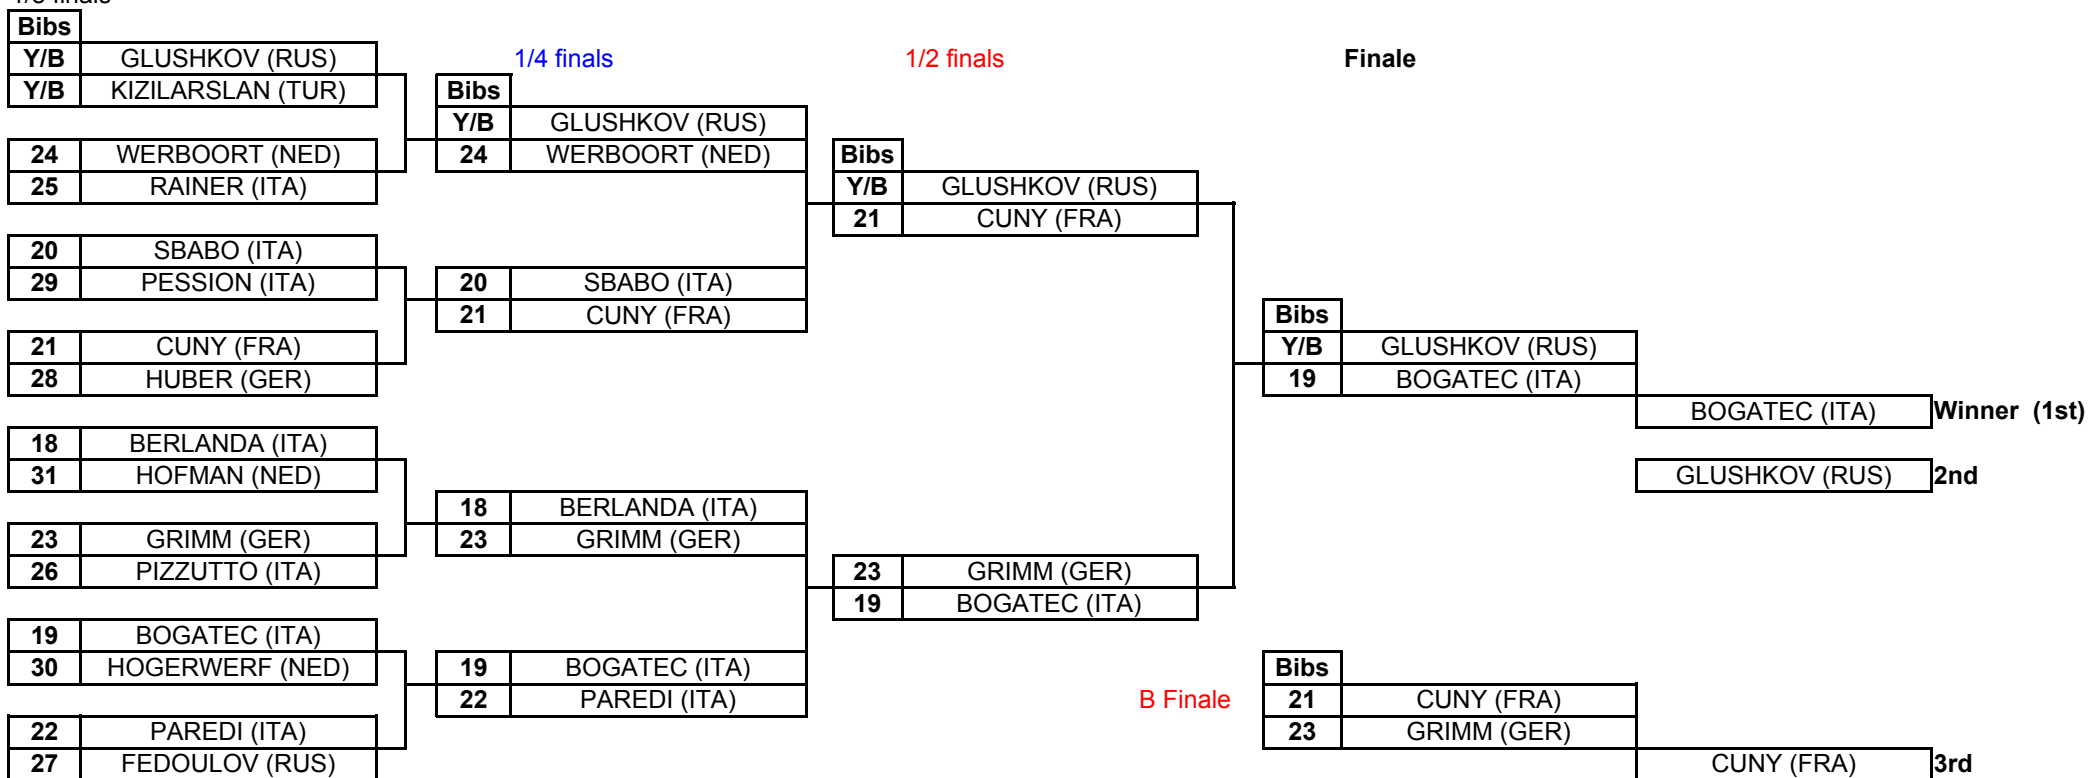 1/8 finals
Bibs
Y/B GLUSHKOV (RUS) 1/4 finals 1/2 finals Finale
Y/B KIZILARSLAN (TUR) Bibs
Y/B GLUSHKOV (RUS)
24 WERBOORT (NED) 24 WERBOORT (NED) Bibs
25 RAINER (ITA) Y/B GLUSHKOV (RUS)
21 CUNY (FRA)
20 SBABO (ITA)
29 PESSION (ITA) 20 SBABO (ITA)
21 CUNY (FRA) Bibs
21 CUNY (FRA) Y/B GLUSHKOV (RUS)
28 HUBER (GER) 19 BOGATEC (ITA)
BOGATEC (ITA) Winner (1st)
18 BERLANDA (ITA)
31 HOFMAN (NED) GLUSHKOV (RUS) 2nd
18 BERLANDA (ITA)
23 GRIMM (GER) 23 GRIMM (GER)
26 PIZZUTTO (ITA) 23 GRIMM (GER)
19 BOGATEC (ITA)
19 BOGATEC (ITA)
30 HOGERWERF (NED) 19 BOGATEC (ITA) Bibs
22 PAREDI (ITA) B Finale 21 CUNY (FRA)
22 PAREDI (ITA) 23 GRIMM (GER)
27 FEDOULOV (RUS) CUNY (FRA) 3rd